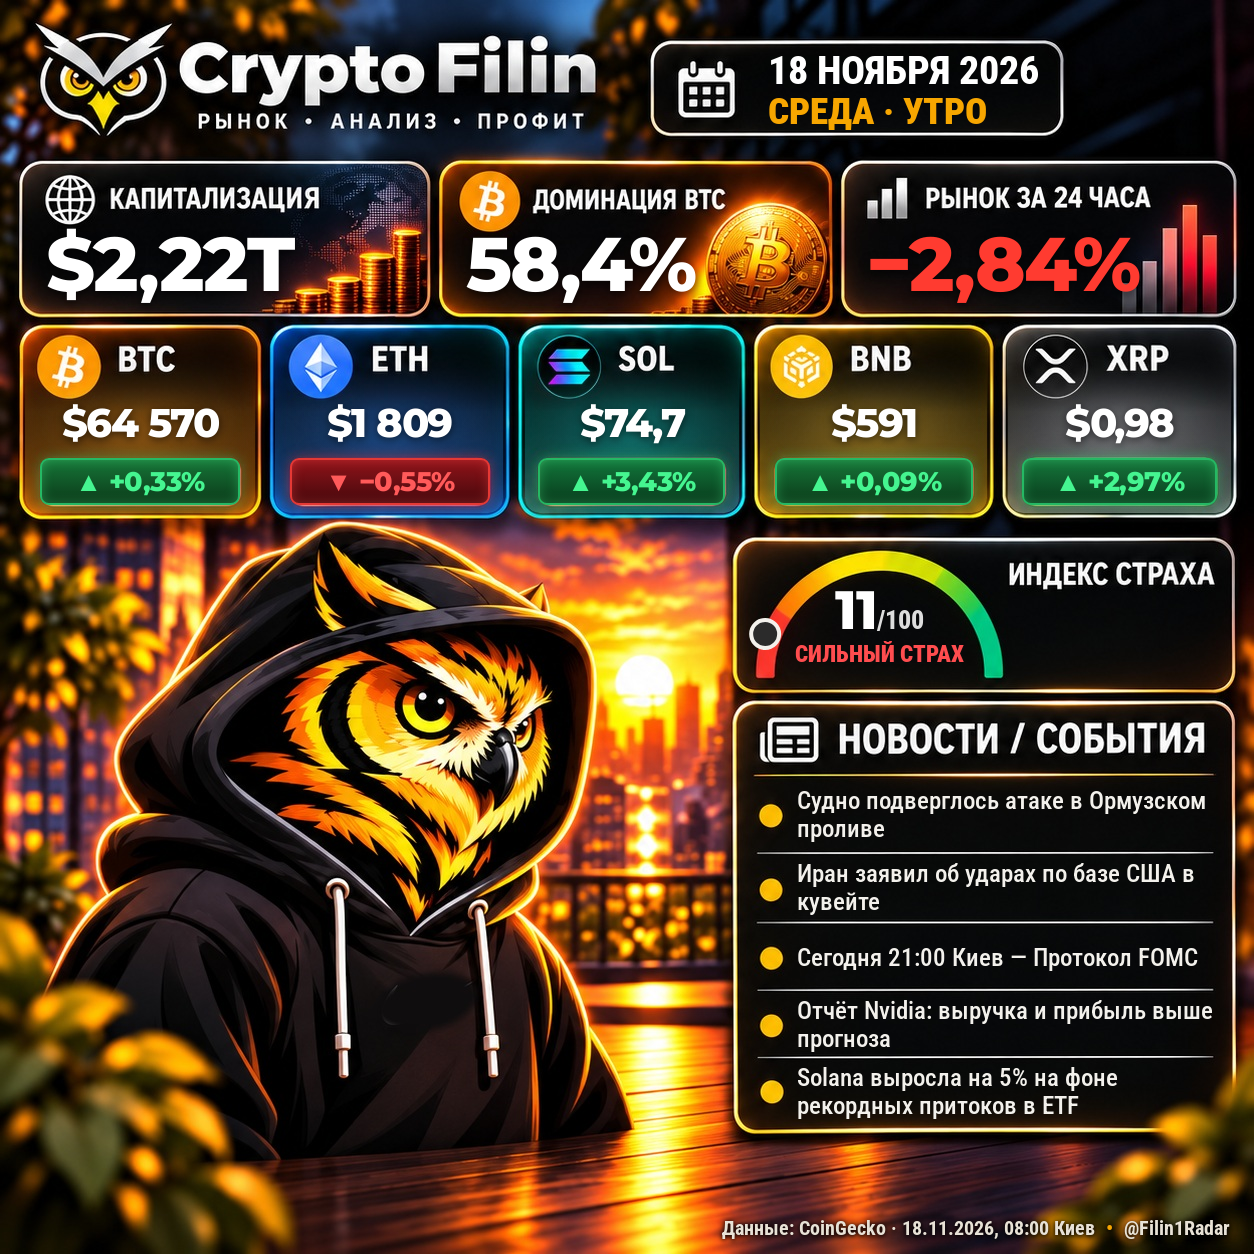 Crypto Filin
РЫНОК • АНАЛИЗ • ПРОФИТ
18 НОЯБРЯ 2026
СРЕДА · УТРО
КАПИТАЛИЗАЦИЯ
$2,22T
ДОМИНАЦИЯ BTC
58,4%
РЫНОК ЗА 24 ЧАСА
−2,84%
BTC
$64 570
▲ +0,33%
ETH
$1 809
▼ −0,55%
SOL
$74,7
▲ +3,43%
BNB
$591
▲ +0,09%
XRP
$0,98
▲ +2,97%
ИНДЕКС СТРАХА
11/100
СИЛЬНЫЙ СТРАХ
НОВОСТИ / СОБЫТИЯ
Судно подверглось атаке в Ормузском
проливе
Иран заявил об ударах по базе США в
кувейте
Сегодня 21:00 Киев — Протокол FOMC
Отчёт Nvidia: выручка и прибыль выше
прогноза
Solana выросла на 5% на фоне
рекордных притоков в ETF
Данные: CoinGecko · 18.11.2026, 08:00 Киев • @Filin1Radar